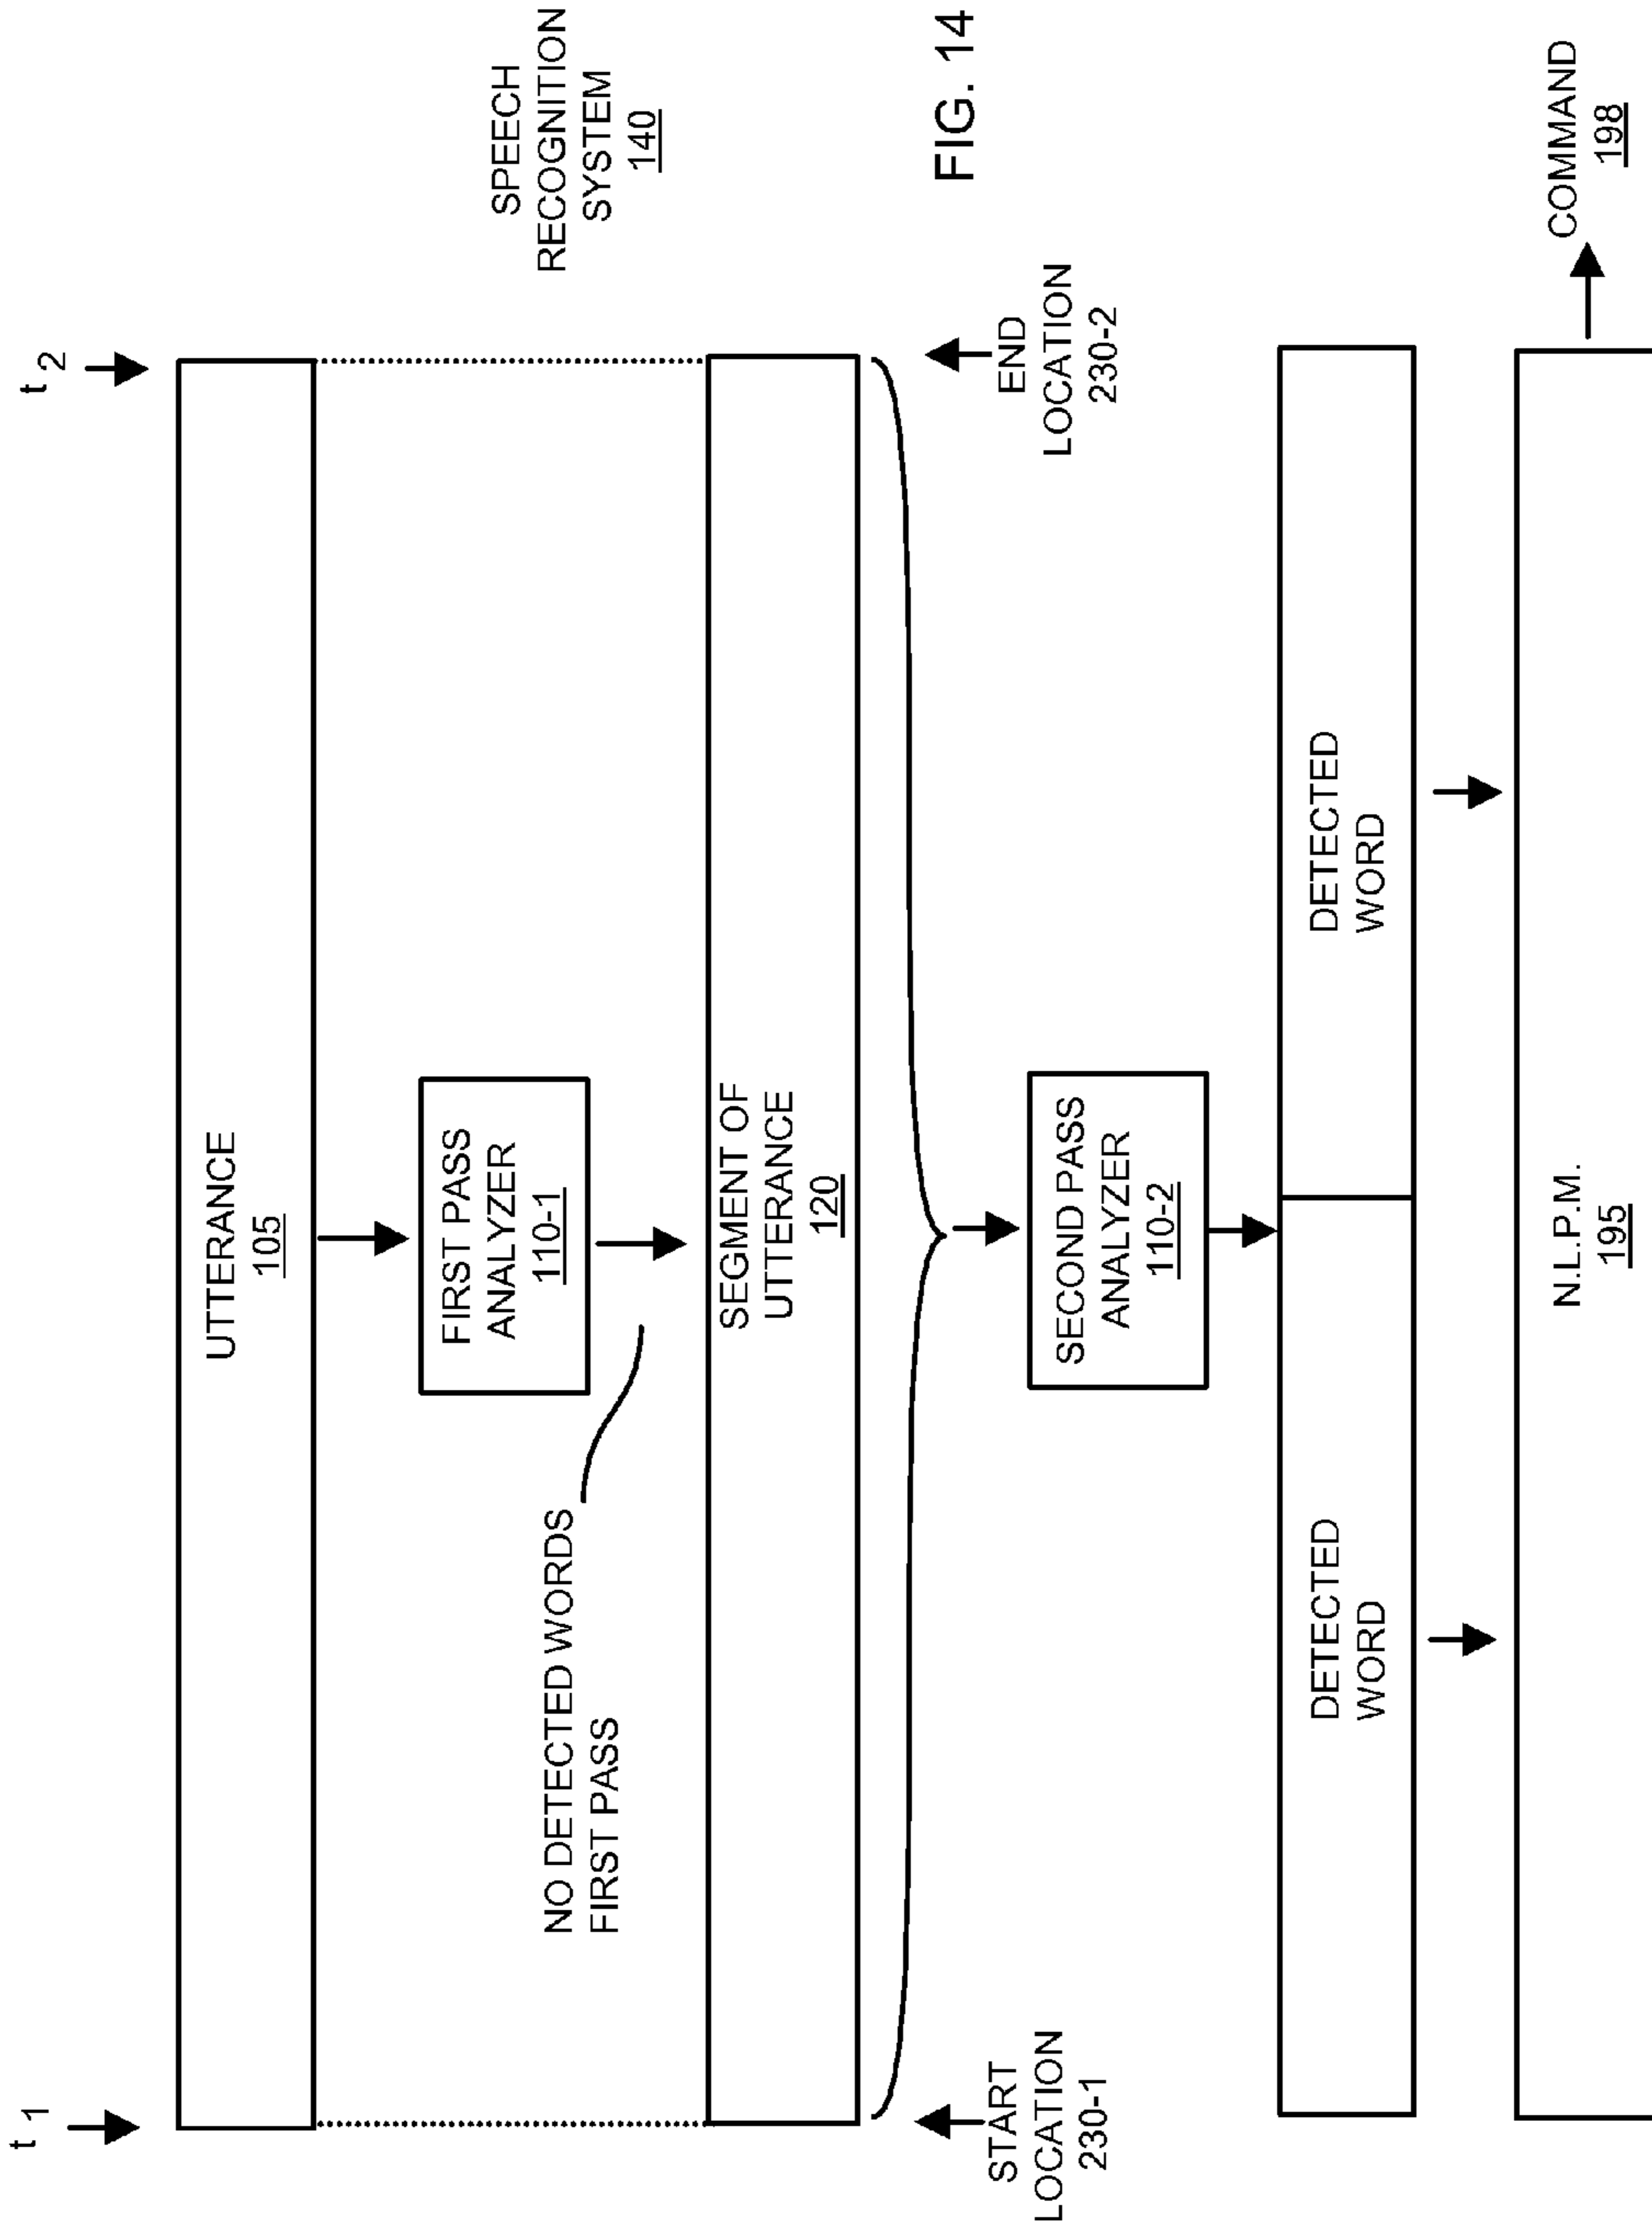 t 1
t 2
UTTERANCE
105
FIRST PASS
ANALYZER
110-1
SPEECH
RECOGNITION
SYSTEM
140
NO DETECTED WORDS
FIRST PASS
SEGMENT OF
UTTERANCE
120
START
LOCATION
230-1
END
LOCATION
230-2
FIG. 14
SECOND PASS
ANALYZER
110-2
DETECTED
WORD
DETECTED
WORD
N.L.P.M.
195
COMMAND
198